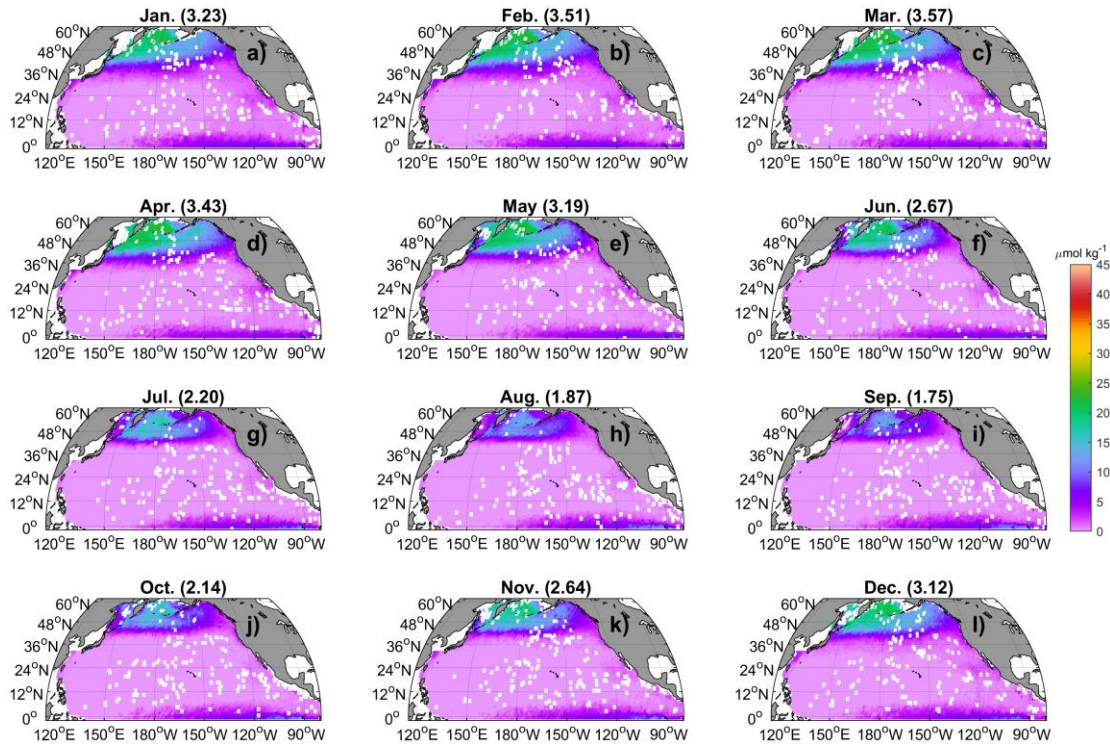 Jan. (3.23) Feb. (3.51) Mar. (3.57)
60°N 60°N 60°N
a) b) c)
48°N 48°N 48°N
36°N 36°N 36°N
24°N 24°N 24°N
12°N 12°N 12°N
0° 0° 0°
120°E 150°E 180°W 150°W 120°W 90°W 120°E 150°E 180°W 150°W 120°W 90°W 120°E 150°E 180°W 150°W 120°W 90°W
Apr. (3.43) May (3.19) Jun. (2.67)
60°N 60°N 60°N
d) e) f)
48°N 48°N 48°N
36°N 36°N 36°N
24°N 24°N 24°N
12°N 12°N 12°N
0° 0° 0°
120°E 150°E 180°W 150°W 120°W 90°W 120°E 150°E 180°W 150°W 120°W 90°W 120°E 150°E 180°W 150°W 120°W 90°W
μmol kg⁻¹
45
40
35
30
25
20
15
10
5
0
Jul. (2.20) Aug. (1.87) Sep. (1.75)
60°N 60°N 60°N
g) h) i)
48°N 48°N 48°N
36°N 36°N 36°N
24°N 24°N 24°N
12°N 12°N 12°N
0° 0° 0°
120°E 150°E 180°W 150°W 120°W 90°W 120°E 150°E 180°W 150°W 120°W 90°W 120°E 150°E 180°W 150°W 120°W 90°W
Oct. (2.14) Nov. (2.64) Dec. (3.12)
60°N 60°N 60°N
j) k) l)
48°N 48°N 48°N
36°N 36°N 36°N
24°N 24°N 24°N
12°N 12°N 12°N
0° 0° 0°
120°E 150°E 180°W 150°W 120°W 90°W 120°E 150°E 180°W 150°W 120°W 90°W 120°E 150°E 180°W 150°W 120°W 90°W